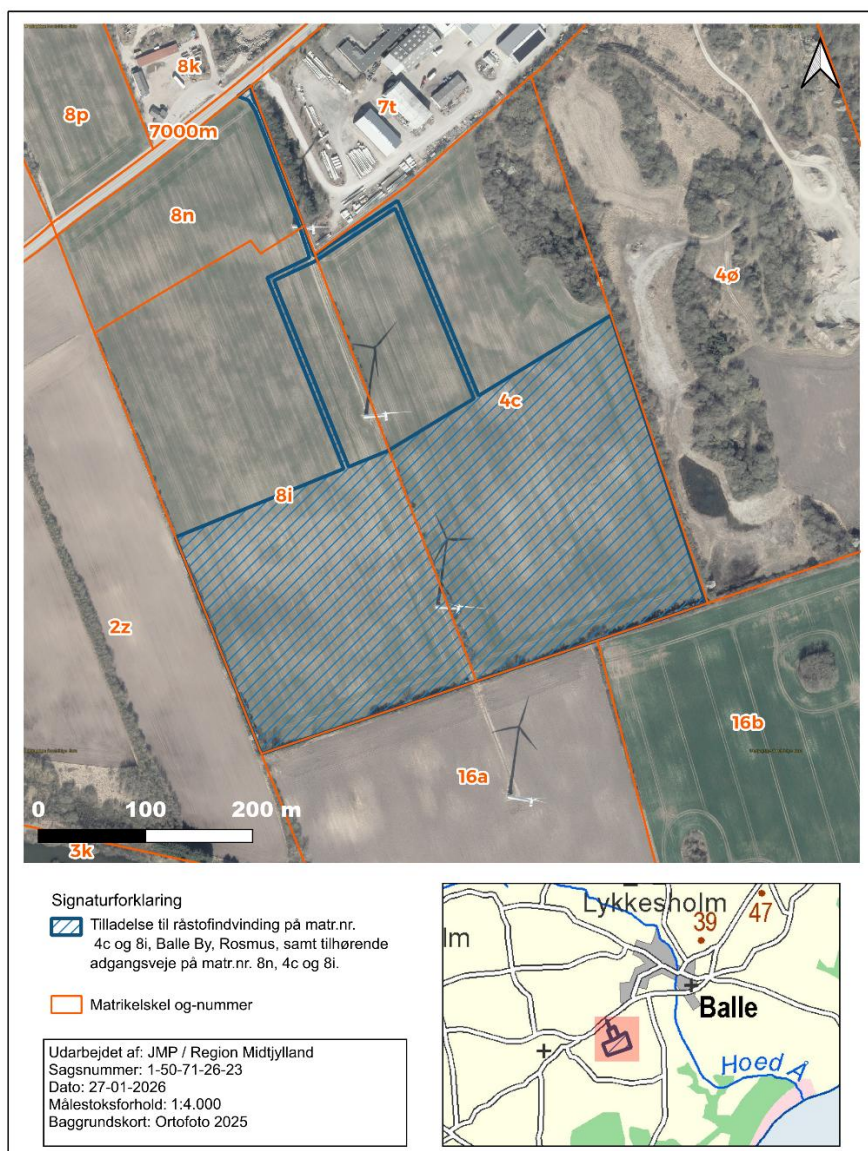 8k
7t
8p
7000m
8n
4ø
4c
8i
2z
16b
16a
0 100 200 m
3k
Signaturforklaring
Tilladelse til råstofindvinding på matr.nr.
4c og 8i, Balle By, Rosmus, samt tilhørende
adgangsveje på matr.nr. 8n, 4c og 8i.
Matrikelskel og-nummer
Udarbejdet af: JMP / Region Midtjylland
Sagsnummer: 1-50-71-26-23
Dato: 27-01-2026
Målestoksforhold: 1:4.000
Baggrundskort: Ortofoto 2025
Lykkesholm
47
39
lm
Balle
Hoed Å